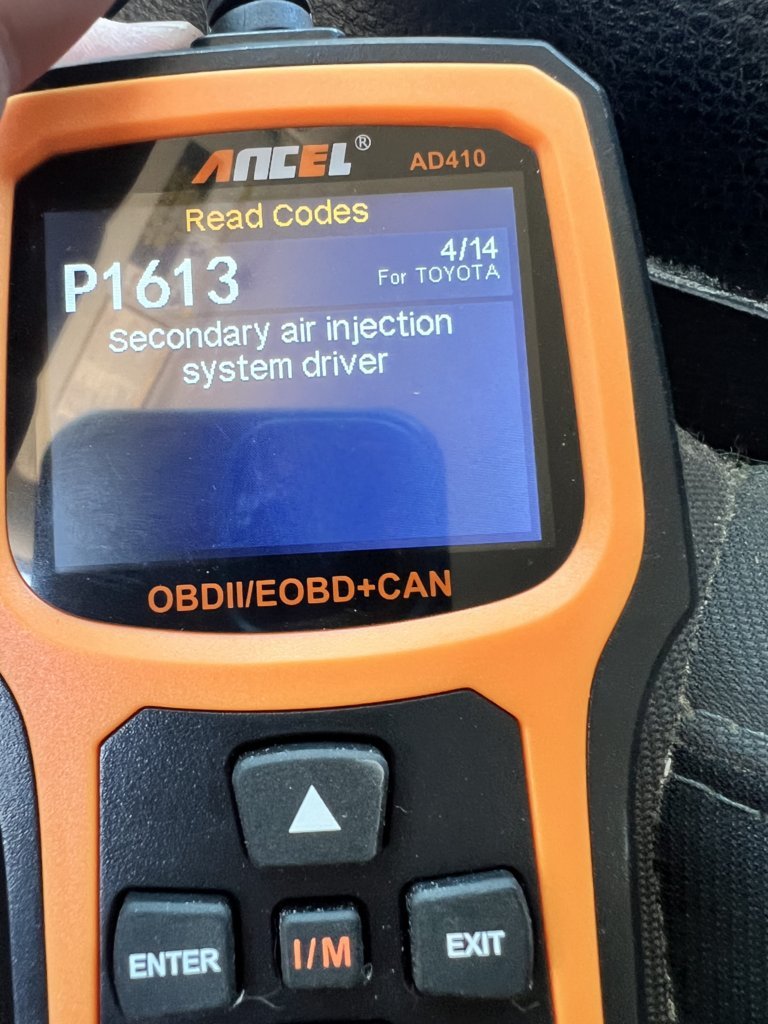 ANCEL® AD410
Read Codes
P1613 4/14
For TOYOTA
Secondary air injection
system driver
OBDII/EOBD+CAN
ENTER I/M EXIT